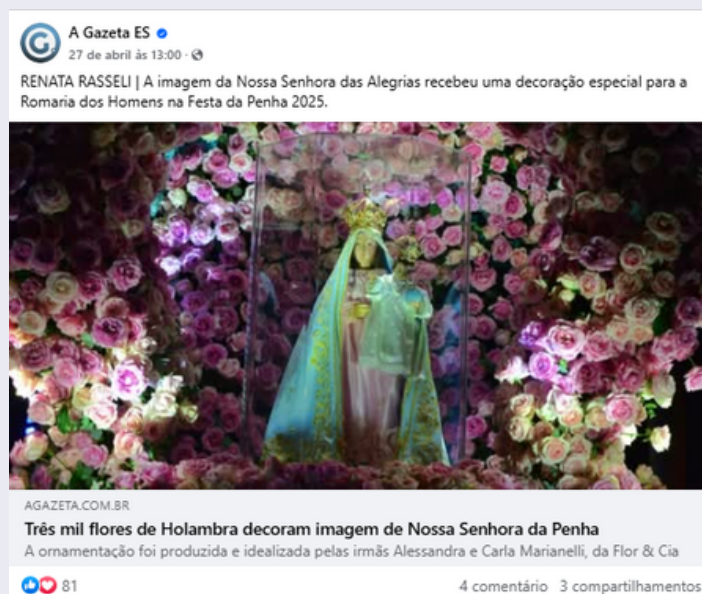 A Gazeta ES
27 de abril às 13:00 ·
RENATA RASSELI | A imagem da Nossa Senhora das Alegrias recebeu uma decoração especial para a
Romaria dos Homens na Festa da Penha 2025.
AGAZETA.COM.BR
Três mil flores de Holambra decoram imagem de Nossa Senhora da Penha
A ornamentação foi produzida e idealizada pelas irmãs Alessandra e Carla Marianelli, da Flor & Cia
81
4 comentário 3 compartilhamentos